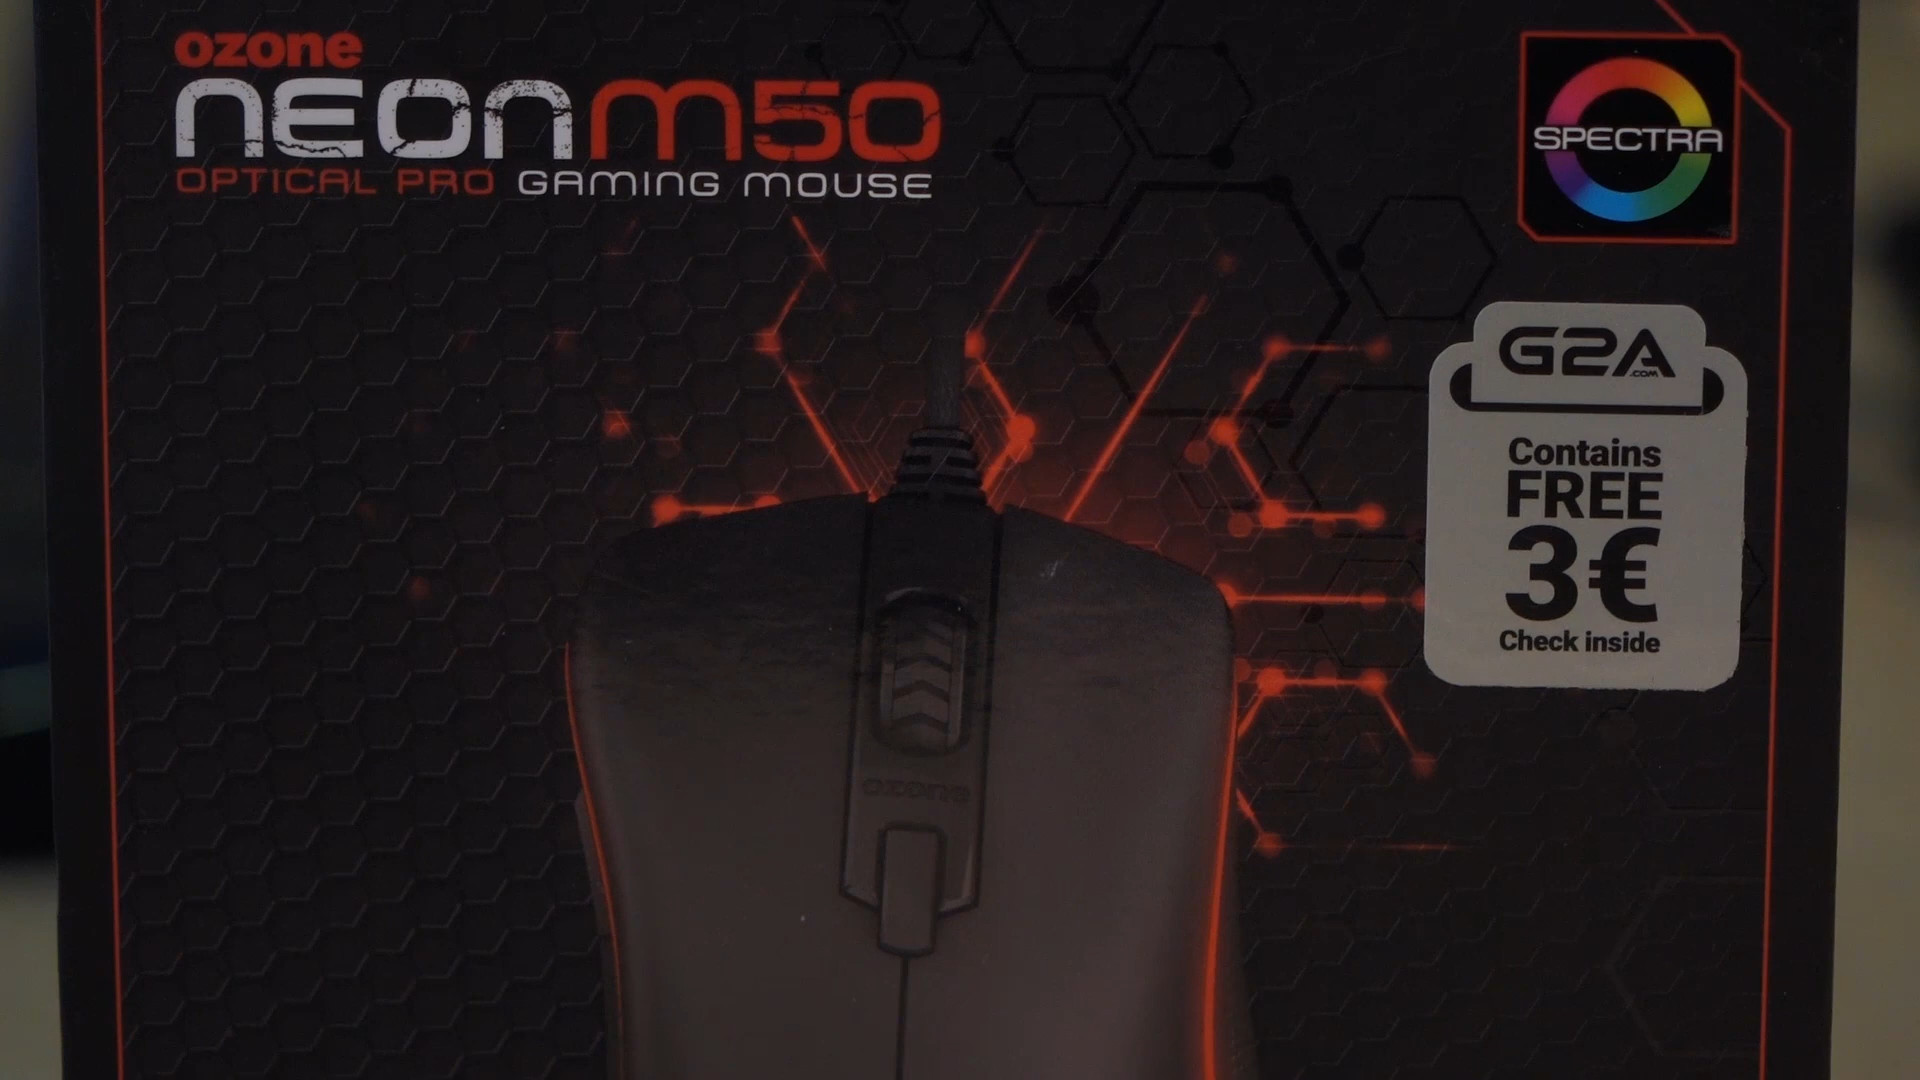 ozone
NEON M50
OPTICAL PRO GAMING MOUSE
SPECTRA
G2A
.COM
Contains
FREE
3€
Check inside
ozone